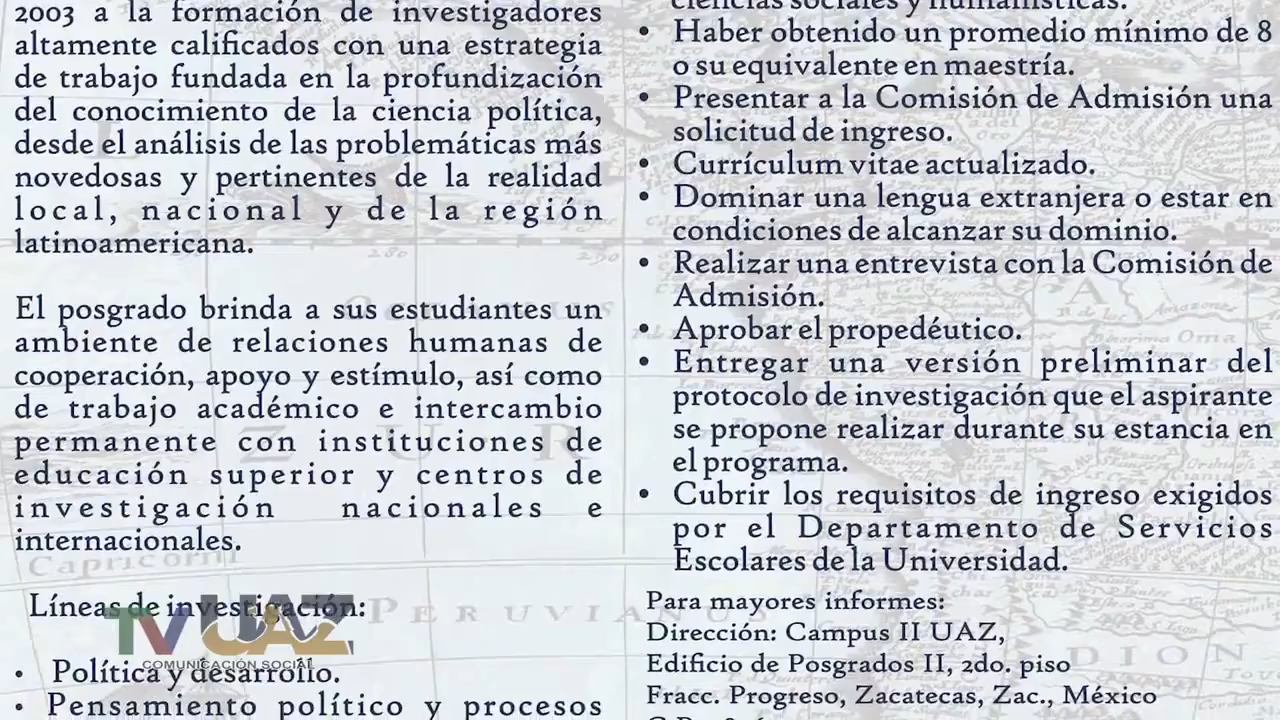 2003 a la formación de investigadores
altamente calificados con una estrategia
de trabajo fundada en la profundización
del conocimiento de la ciencia política,
desde el análisis de las problemáticas más
novedosas y pertinentes de la realidad
local, nacional y de la región
latinoamericana.
El posgrado brinda a sus estudiantes un
ambiente de relaciones humanas de
cooperación, apoyo y estímulo, así como
de trabajo académico e intercambio
permanente con instituciones de
educación superior y centros de
investigación nacionales e
internacionales.
Capricorni
Líneas de investigación:
TV UAZ
COMUNICACIÓN SOCIAL
• Política y desarrollo.
• Pensamiento político y procesos
ciencias sociales y humanísticas.
• Haber obtenido un promedio mínimo de 8
o su equivalente en maestría.
• Presentar a la Comisión de Admisión una
solicitud de ingreso.
• Currículum vitae actualizado.
• Dominar una lengua extranjera o estar en
condiciones de alcanzar su dominio.
• Realizar una entrevista con la Comisión de
Admisión.
• Aprobar el propedéutico.
• Entregar una versión preliminar del
protocolo de investigación que el aspirante
se propone realizar durante su estancia en
el programa.
• Cubrir los requisitos de ingreso exigidos
por el Departamento de Servicios
Escolares de la Universidad.
PERUVIANUS
Para mayores informes:
Dirección: Campus II UAZ,
Edificio de Posgrados II, 2do. piso
Fracc. Progreso, Zacatecas, Zac., México